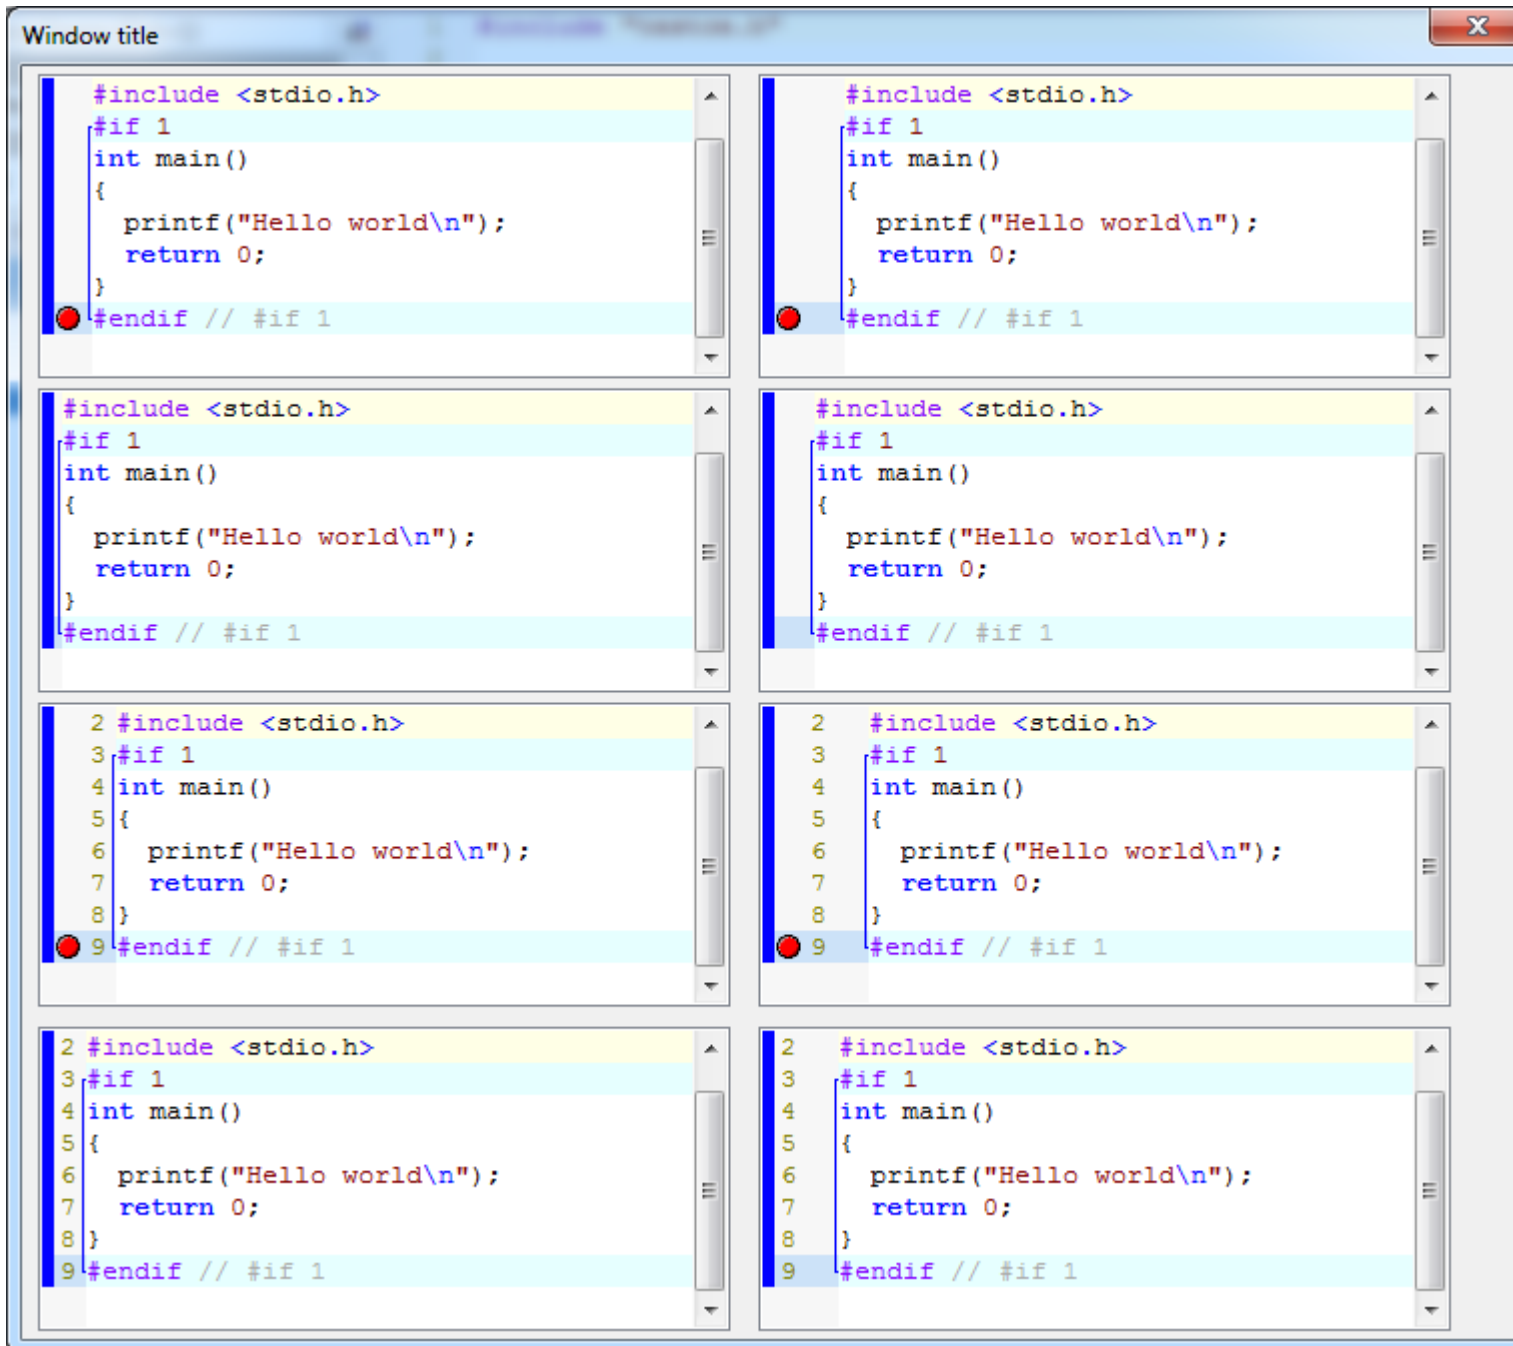 Window title
#include <stdio.h>
#if 1
int main()
{
  printf("Hello world\n");
  return 0;
}
#endif // #if 1
#include <stdio.h>
#if 1
int main()
{
  printf("Hello world\n");
  return 0;
}
#endif // #if 1
#include <stdio.h>
#if 1
int main()
{
  printf("Hello world\n");
  return 0;
}
#endif // #if 1
#include <stdio.h>
#if 1
int main()
{
  printf("Hello world\n");
  return 0;
}
#endif // #if 1
2 #include <stdio.h>
3 #if 1
4 int main()
5 {
6   printf("Hello world\n");
7   return 0;
8 }
9 #endif // #if 1
2 #include <stdio.h>
3 #if 1
4 int main()
5 {
6   printf("Hello world\n");
7   return 0;
8 }
9 #endif // #if 1
2 #include <stdio.h>
3 #if 1
4 int main()
5 {
6   printf("Hello world\n");
7   return 0;
8 }
9 #endif // #if 1
2 #include <stdio.h>
3 #if 1
4 int main()
5 {
6   printf("Hello world\n");
7   return 0;
8 }
9 #endif // #if 1